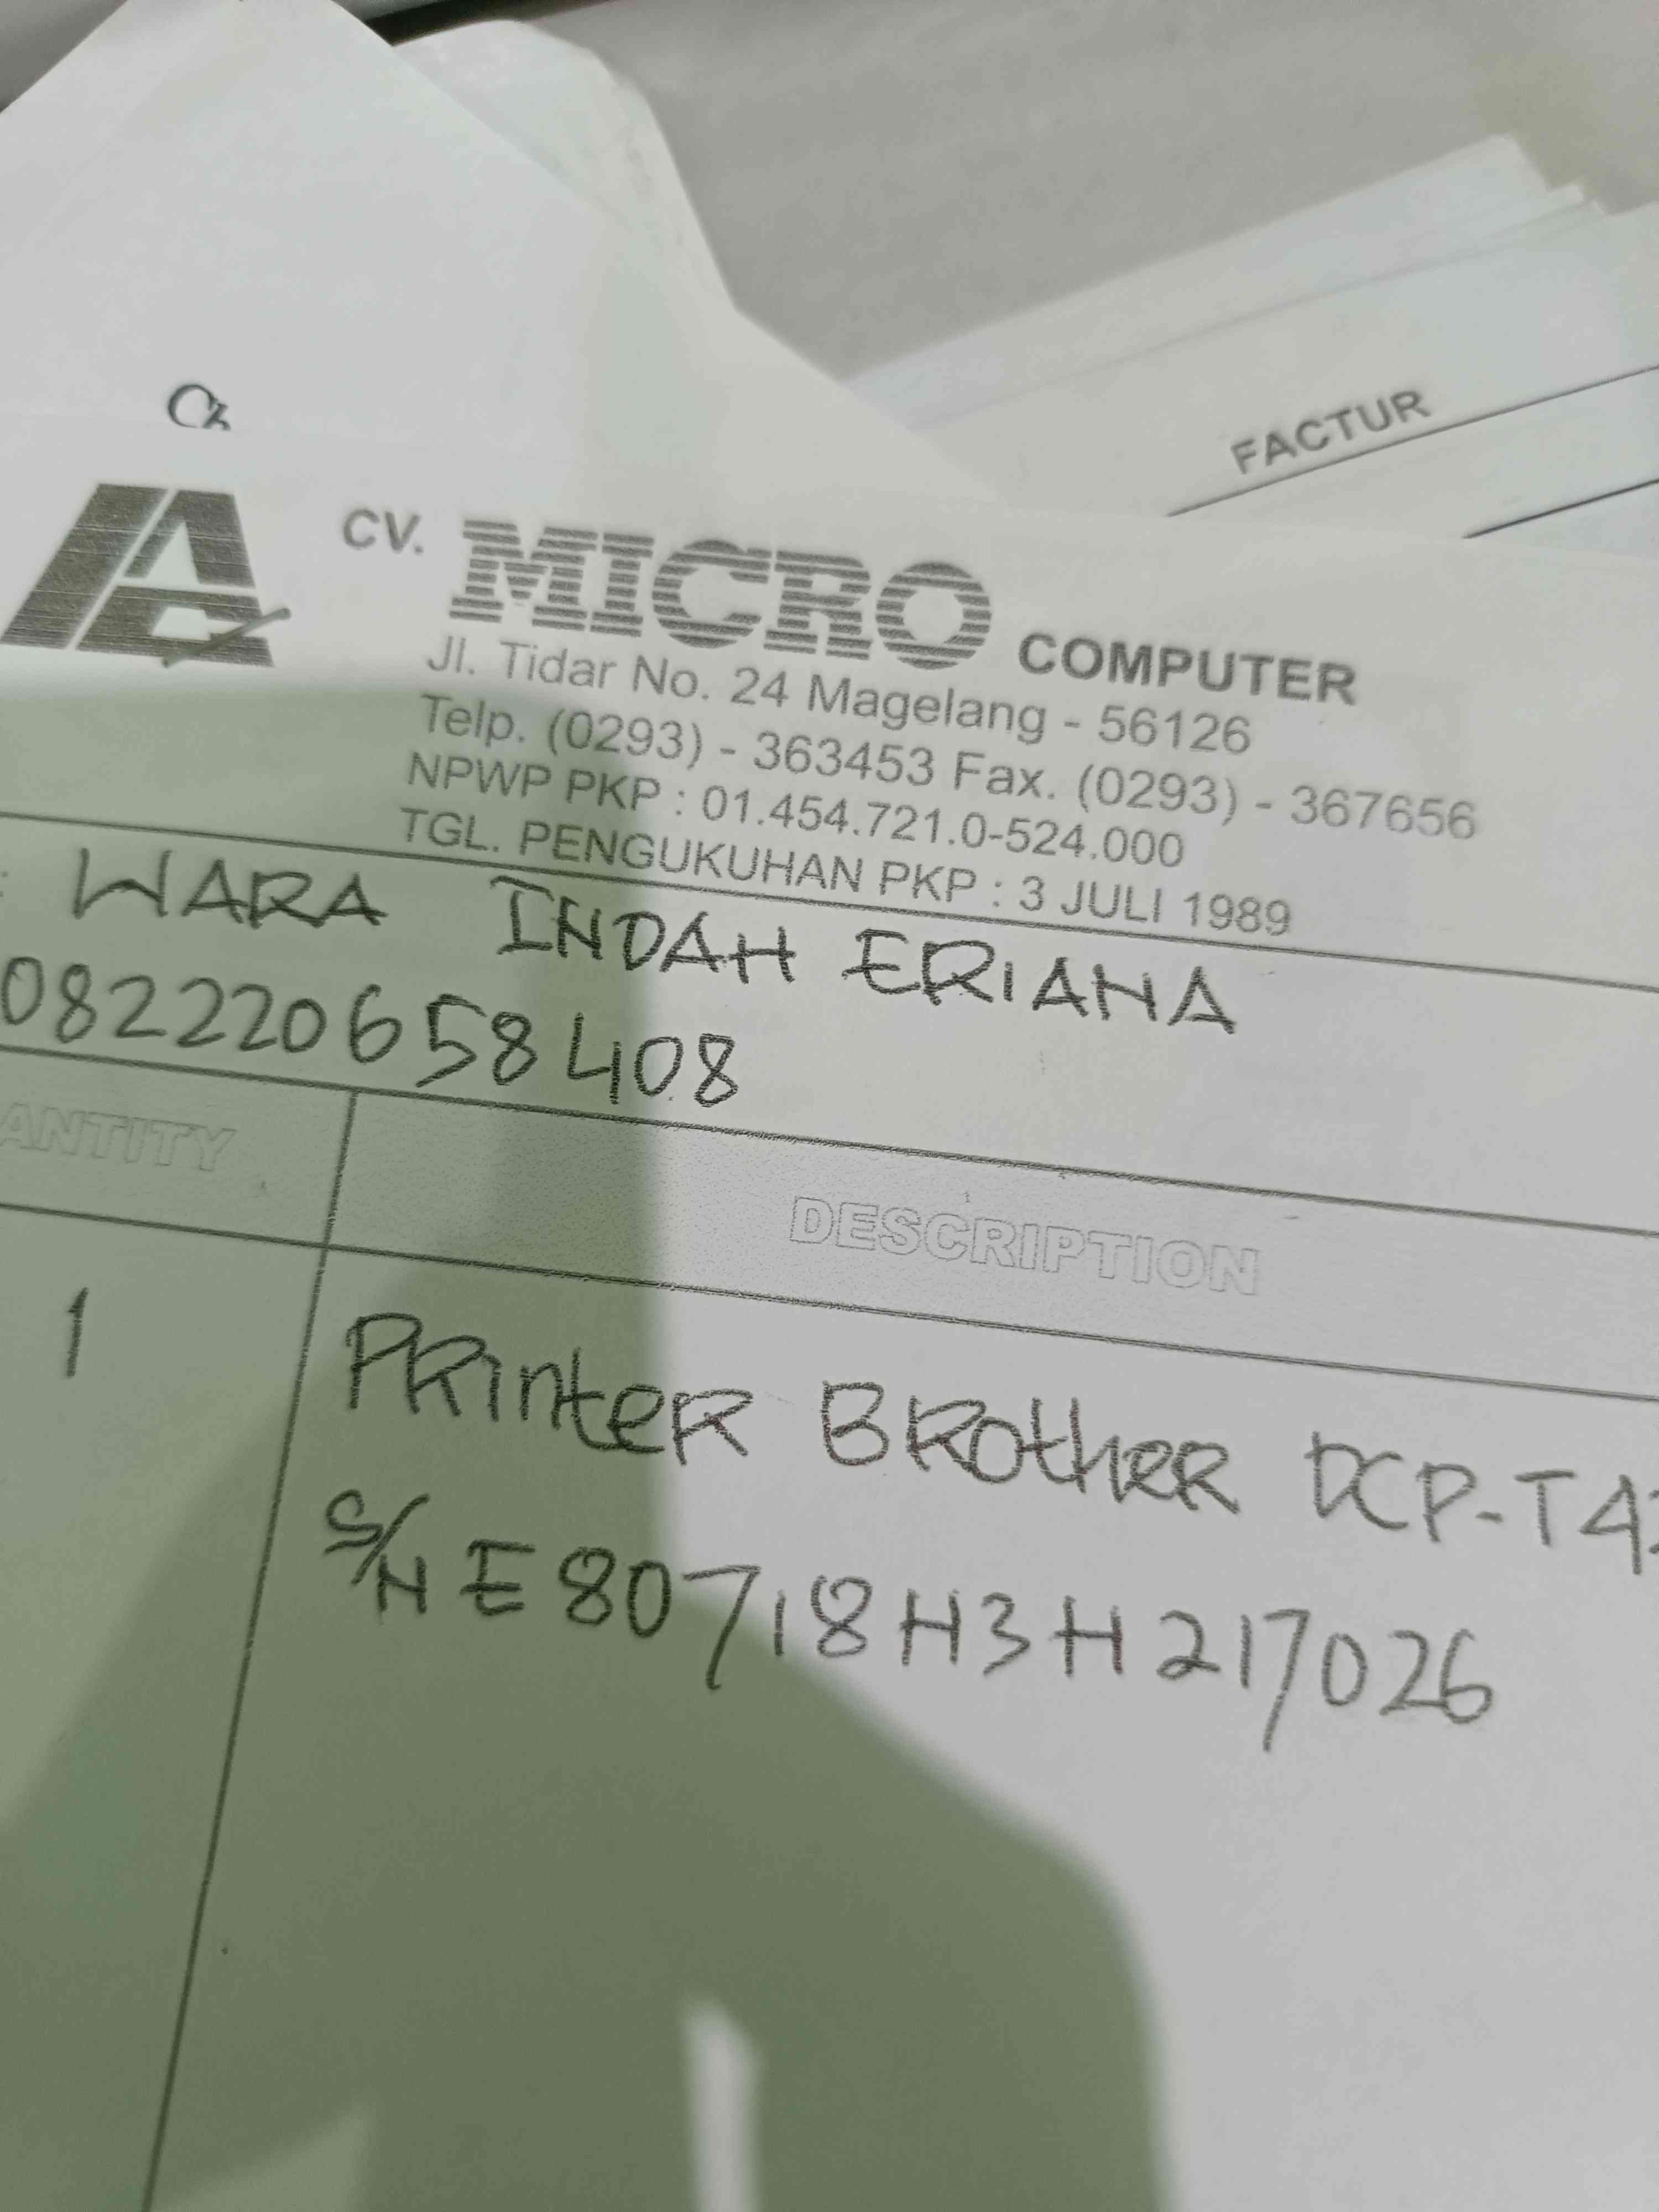 FACTUR
CV. MICRO COMPUTER
Jl. Tidar No. 24 Magelang - 56126
Telp. (0293) - 363453 Fax. (0293) - 367656
NPWP PKP : 01.454.721.0-524.000
TGL. PENGUKUHAN PKP : 3 JULI 1989
: WARA INDAH ERIANA
082220658408
ANTITY DESCRIPTION
1 PRinteR BRotheR DCP-T4
S/N E80718H3H217026